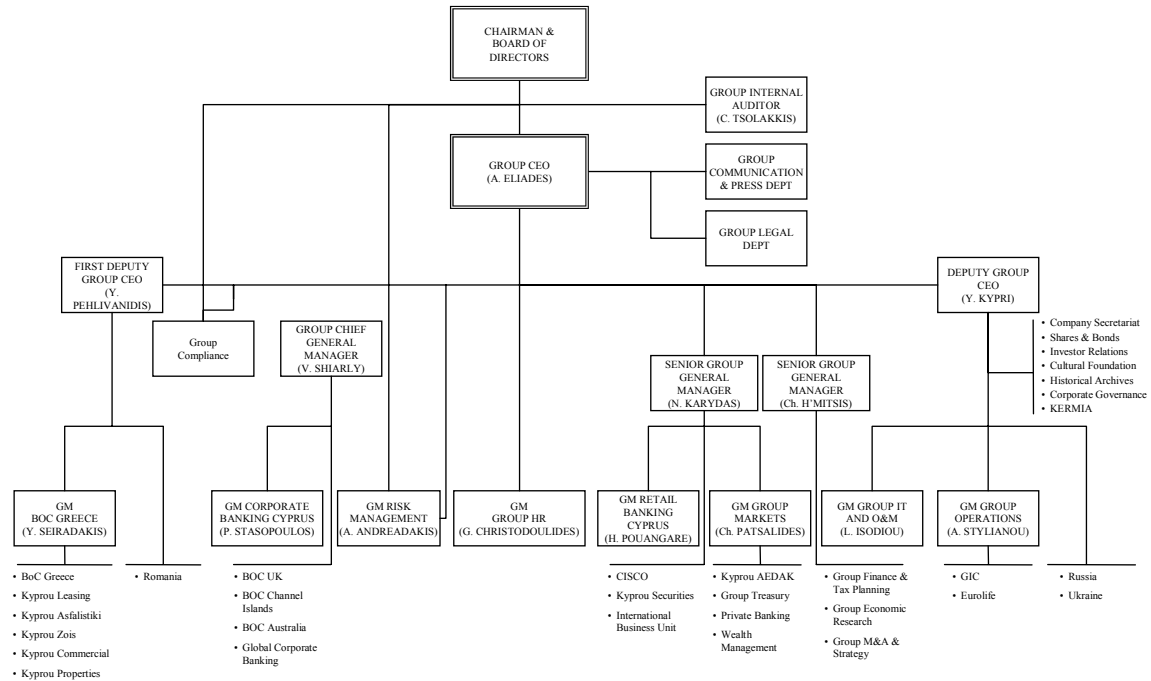 CHAIRMAN &
BOARD OF
DIRECTORS
GROUP INTERNAL
AUDITOR
(C. TSOLAKKIS)
GROUP CEO
(A. ELIADES)
GROUP
COMMUNICATION
& PRESS DEPT
GROUP LEGAL
DEPT
FIRST DEPUTY
GROUP CEO
(Y.
PEHLIVANIDIS)
DEPUTY GROUP
CEO
(Y. KYPRI)
Group
Compliance
GROUP CHIEF
GENERAL
MANAGER
(V. SHIARLY)
SENIOR GROUP
GENERAL
MANAGER
(N. KARYDAS)
SENIOR GROUP
GENERAL
MANAGER
(Ch. H'MITSIS)
• Company Secretariat
• Shares & Bonds
• Investor Relations
• Cultural Foundation
• Historical Archives
• Corporate Governance
• KERMIA
GM
BOC GREECE
(Y. SEIRADAKIS)
GM CORPORATE
BANKING CYPRUS
(P. STASOPOULOS)
GM RISK
MANAGEMENT
(A. ANDREADAKIS)
GM
GROUP HR
(G. CHRISTODOULIDES)
GM RETAIL
BANKING
CYPRUS
(H. POUANGARE)
GM GROUP
MARKETS
(Ch. PATSALIDES)
GM GROUP IT
AND O&M
(L. ISODIOU)
GM GROUP
OPERATIONS
(A. STYLIANOU)
• BoC Greece
• Kyprou Leasing
• Kyprou Asfalistiki
• Kyprou Zois
• Kyprou Commercial
• Kyprou Properties
• Romania
• BOC UK
• BOC Channel
Islands
• BOC Australia
• Global Corporate
Banking
• CISCO
• Kyprou Securities
• International
Business Unit
• Kyprou AEDAK
• Group Treasury
• Private Banking
• Wealth
Management
• Group Finance &
Tax Planning
• Group Economic
Research
• Group M&A &
Strategy
• GIC
• Eurolife
• Russia
• Ukraine